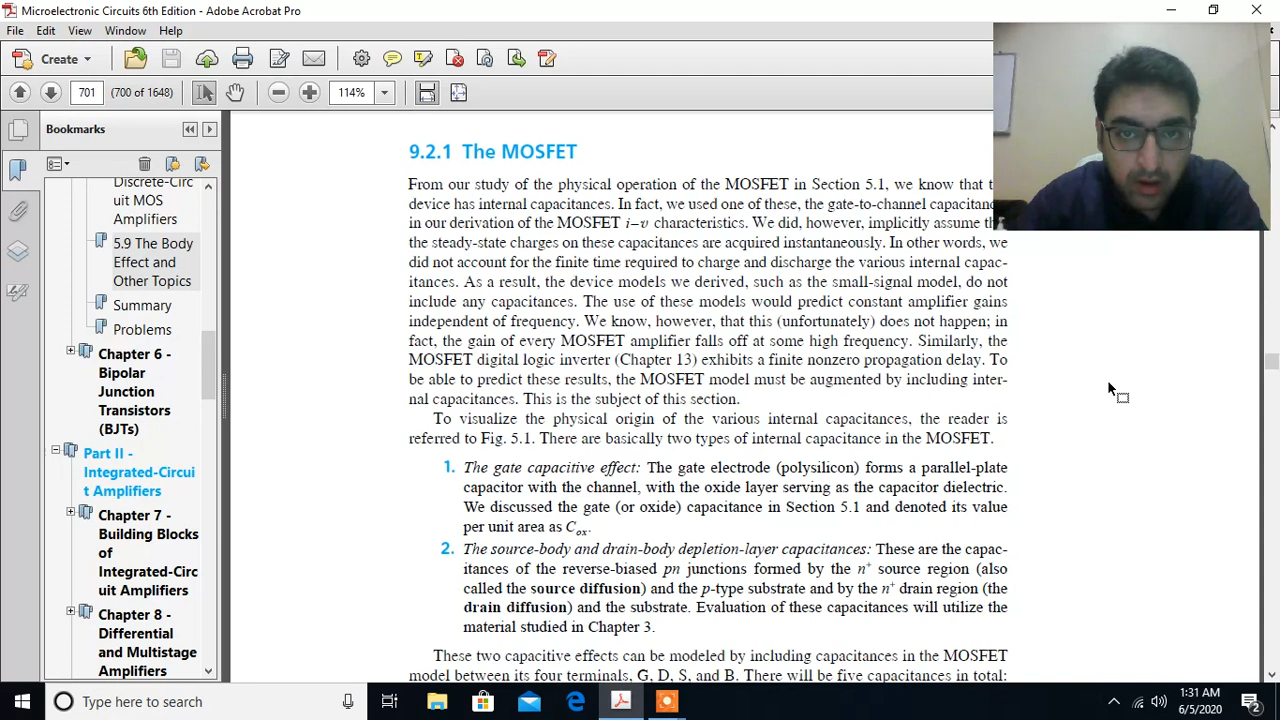 Microelectronic Circuits 6th Edition - Adobe Acrobat Pro
File Edit View Window Help
Create
701 (700 of 1648) 114%
Bookmarks
Discrete-Circ
uit MOS
Amplifiers
5.9 The Body
Effect and
Other Topics
Summary
Problems
Chapter 6 -
Bipolar
Junction
Transistors
(BJTs)
Part II -
Integrated-Circui
t Amplifiers
Chapter 7 -
Building Blocks
of
Integrated-Circ
uit Amplifiers
Chapter 8 -
Differential
and Multistage
Amplifiers
9.2.1 The MOSFET
From our study of the physical operation of the MOSFET in Section 5.1, we know that
device has internal capacitances. In fact, we used one of these, the gate-to-channel
in our derivation of the MOSFET i–v characteristics. We did, however, implicitly assume
the steady-state charges on these capacitances are acquired instantaneously. In other words, we
did not account for the finite time required to charge and discharge the various internal capac-
itances. As a result, the device models we derived, such as the small-signal model, do not
include any capacitances. The use of these models would predict constant amplifier gains
independent of frequency. We know, however, that this (unfortunately) does not happen; in
fact, the gain of every MOSFET amplifier falls off at some high frequency. Similarly, the
MOSFET digital logic inverter (Chapter 13) exhibits a finite nonzero propagation delay. To
be able to predict these results, the MOSFET model must be augmented by including inter-
nal capacitances. This is the subject of this section.
To visualize the physical origin of the various internal capacitances, the reader is
referred to Fig. 5.1. There are basically two types of internal capacitance in the MOSFET.
1. The gate capacitive effect: The gate electrode (polysilicon) forms a parallel-plate
capacitor with the channel, with the oxide layer serving as the capacitor dielectric.
We discussed the gate (or oxide) capacitance in Section 5.1 and denoted its value
per unit area as Cox.
2. The source-body and drain-body depletion-layer capacitances: These are the capac-
itances of the reverse-biased pn junctions formed by the n+ source region (also
called the source diffusion) and the p-type substrate and by the n+ drain region (the
drain diffusion) and the substrate. Evaluation of these capacitances will utilize the
material studied in Chapter 3.
These two capacitive effects can be modeled by including capacitances in the MOSFET
model between its four terminals, G, D, S, and B. There will be five capacitances in total:
Type here to search
1:31 AM
6/5/2020
2